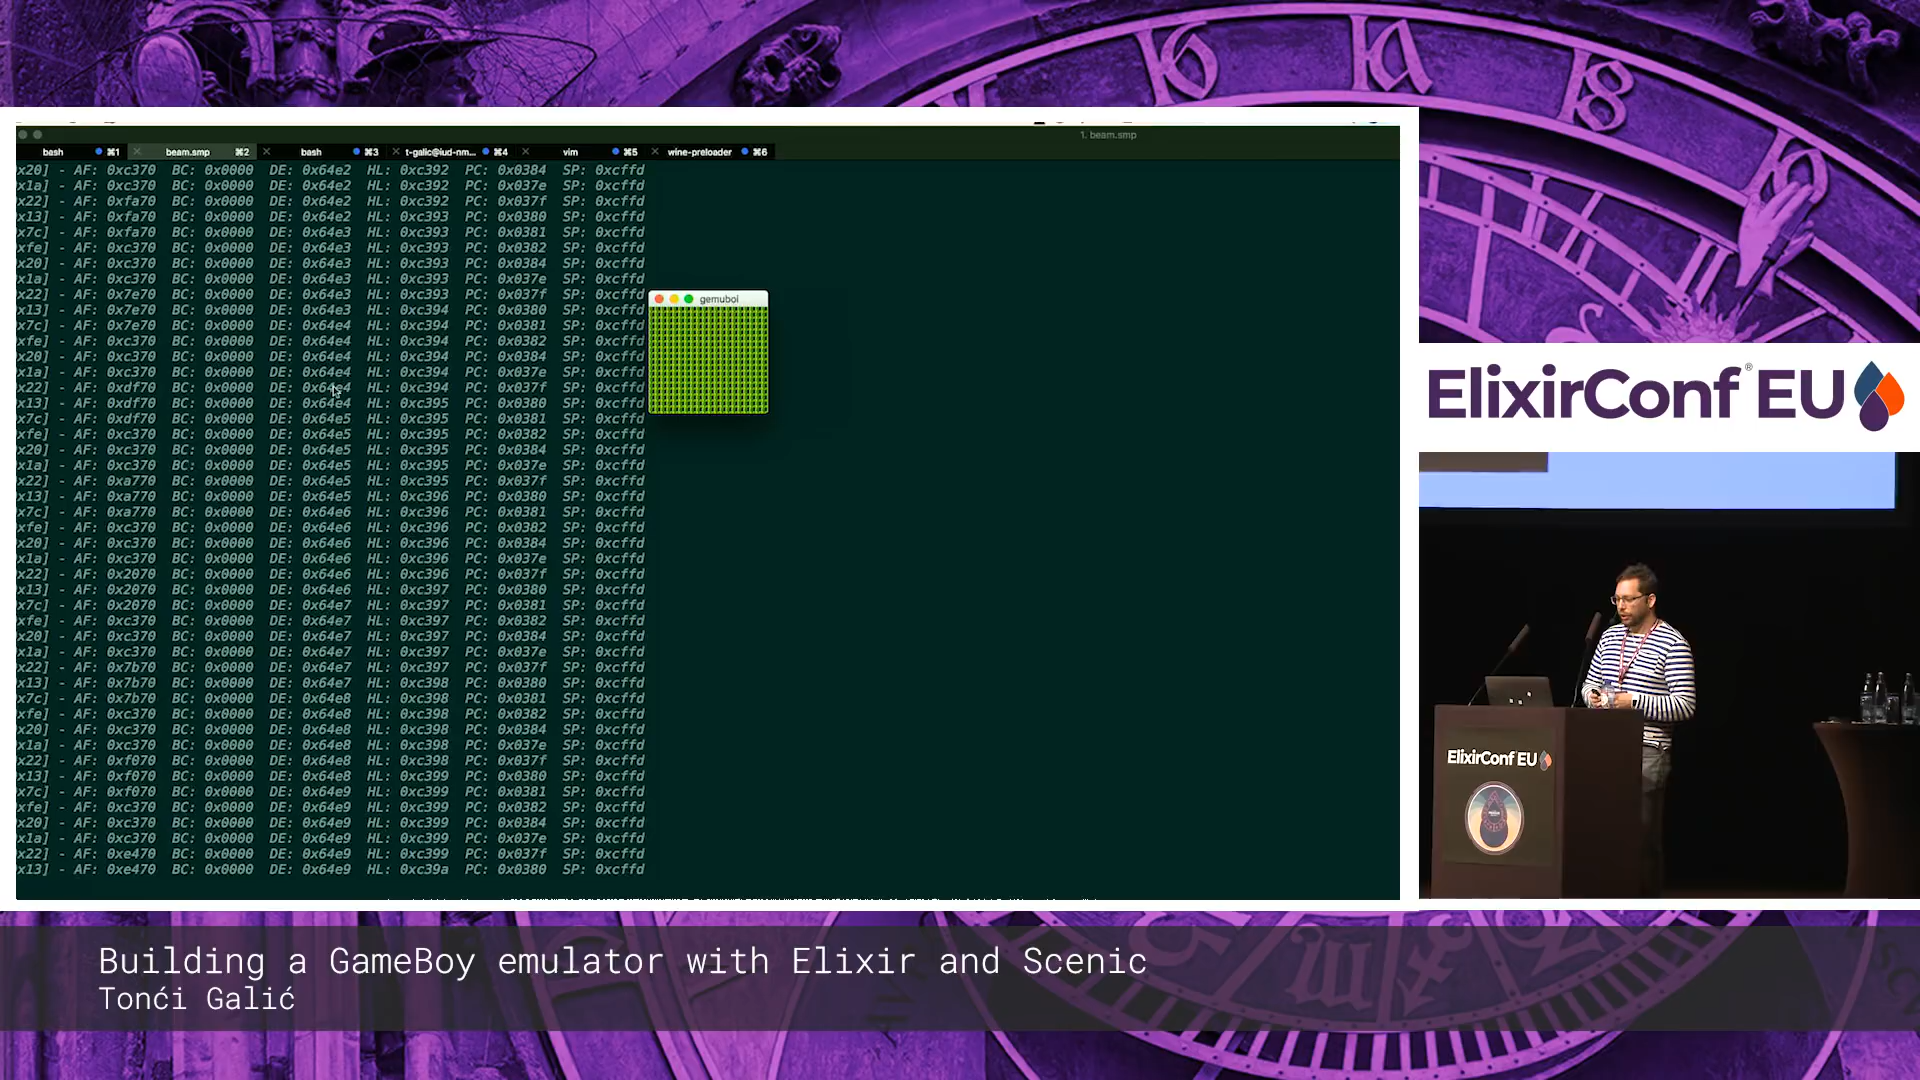 1. beam.smp
bash ⌘1 beam.smp ⌘2 bash ⌘3 t-galic@iud-nm... ⌘4 vim ⌘5 wine-preloader ⌘6
x20] - AF: 0xc370 BC: 0x0000 DE: 0x64e2 HL: 0xc392 PC: 0x0384 SP: 0xcffd
x1a] - AF: 0xc370 BC: 0x0000 DE: 0x64e2 HL: 0xc392 PC: 0x037e SP: 0xcffd
x22] - AF: 0xfa70 BC: 0x0000 DE: 0x64e2 HL: 0xc392 PC: 0x037f SP: 0xcffd
x13] - AF: 0xfa70 BC: 0x0000 DE: 0x64e2 HL: 0xc393 PC: 0x0380 SP: 0xcffd
x7c] - AF: 0xfa70 BC: 0x0000 DE: 0x64e3 HL: 0xc393 PC: 0x0381 SP: 0xcffd
xfe] - AF: 0xc370 BC: 0x0000 DE: 0x64e3 HL: 0xc393 PC: 0x0382 SP: 0xcffd
x20] - AF: 0xc370 BC: 0x0000 DE: 0x64e3 HL: 0xc393 PC: 0x0384 SP: 0xcffd
x1a] - AF: 0xc370 BC: 0x0000 DE: 0x64e3 HL: 0xc393 PC: 0x037e SP: 0xcffd
x22] - AF: 0x7e70 BC: 0x0000 DE: 0x64e3 HL: 0xc393 PC: 0x037f SP: 0xcffd
x13] - AF: 0x7e70 BC: 0x0000 DE: 0x64e3 HL: 0xc394 PC: 0x0380 SP: 0xcffd
x7c] - AF: 0x7e70 BC: 0x0000 DE: 0x64e4 HL: 0xc394 PC: 0x0381 SP: 0xcffd
xfe] - AF: 0xc370 BC: 0x0000 DE: 0x64e4 HL: 0xc394 PC: 0x0382 SP: 0xcffd
x20] - AF: 0xc370 BC: 0x0000 DE: 0x64e4 HL: 0xc394 PC: 0x0384 SP: 0xcffd
x1a] - AF: 0xc370 BC: 0x0000 DE: 0x64e4 HL: 0xc394 PC: 0x037e SP: 0xcffd
x22] - AF: 0xdf70 BC: 0x0000 DE: 0x64e4 HL: 0xc394 PC: 0x037f SP: 0xcffd
x13] - AF: 0xdf70 BC: 0x0000 DE: 0x64e4 HL: 0xc395 PC: 0x0380 SP: 0xcffd
x7c] - AF: 0xdf70 BC: 0x0000 DE: 0x64e5 HL: 0xc395 PC: 0x0381 SP: 0xcffd
xfe] - AF: 0xc370 BC: 0x0000 DE: 0x64e5 HL: 0xc395 PC: 0x0382 SP: 0xcffd
x20] - AF: 0xc370 BC: 0x0000 DE: 0x64e5 HL: 0xc395 PC: 0x0384 SP: 0xcffd
x1a] - AF: 0xc370 BC: 0x0000 DE: 0x64e5 HL: 0xc395 PC: 0x037e SP: 0xcffd
x22] - AF: 0xa770 BC: 0x0000 DE: 0x64e5 HL: 0xc395 PC: 0x037f SP: 0xcffd
x13] - AF: 0xa770 BC: 0x0000 DE: 0x64e5 HL: 0xc396 PC: 0x0380 SP: 0xcffd
x7c] - AF: 0xa770 BC: 0x0000 DE: 0x64e6 HL: 0xc396 PC: 0x0381 SP: 0xcffd
xfe] - AF: 0xc370 BC: 0x0000 DE: 0x64e6 HL: 0xc396 PC: 0x0382 SP: 0xcffd
x20] - AF: 0xc370 BC: 0x0000 DE: 0x64e6 HL: 0xc396 PC: 0x0384 SP: 0xcffd
x1a] - AF: 0xc370 BC: 0x0000 DE: 0x64e6 HL: 0xc396 PC: 0x037e SP: 0xcffd
x22] - AF: 0x2070 BC: 0x0000 DE: 0x64e6 HL: 0xc396 PC: 0x037f SP: 0xcffd
x13] - AF: 0x2070 BC: 0x0000 DE: 0x64e6 HL: 0xc397 PC: 0x0380 SP: 0xcffd
x7c] - AF: 0x2070 BC: 0x0000 DE: 0x64e7 HL: 0xc397 PC: 0x0381 SP: 0xcffd
xfe] - AF: 0xc370 BC: 0x0000 DE: 0x64e7 HL: 0xc397 PC: 0x0382 SP: 0xcffd
x20] - AF: 0xc370 BC: 0x0000 DE: 0x64e7 HL: 0xc397 PC: 0x0384 SP: 0xcffd
x1a] - AF: 0xc370 BC: 0x0000 DE: 0x64e7 HL: 0xc397 PC: 0x037e SP: 0xcffd
x22] - AF: 0x7b70 BC: 0x0000 DE: 0x64e7 HL: 0xc397 PC: 0x037f SP: 0xcffd
x13] - AF: 0x7b70 BC: 0x0000 DE: 0x64e7 HL: 0xc398 PC: 0x0380 SP: 0xcffd
x7c] - AF: 0x7b70 BC: 0x0000 DE: 0x64e8 HL: 0xc398 PC: 0x0381 SP: 0xcffd
xfe] - AF: 0xc370 BC: 0x0000 DE: 0x64e8 HL: 0xc398 PC: 0x0382 SP: 0xcffd
x20] - AF: 0xc370 BC: 0x0000 DE: 0x64e8 HL: 0xc398 PC: 0x0384 SP: 0xcffd
x1a] - AF: 0xc370 BC: 0x0000 DE: 0x64e8 HL: 0xc398 PC: 0x037e SP: 0xcffd
x22] - AF: 0xf070 BC: 0x0000 DE: 0x64e8 HL: 0xc398 PC: 0x037f SP: 0xcffd
x13] - AF: 0xf070 BC: 0x0000 DE: 0x64e8 HL: 0xc399 PC: 0x0380 SP: 0xcffd
x7c] - AF: 0xf070 BC: 0x0000 DE: 0x64e9 HL: 0xc399 PC: 0x0381 SP: 0xcffd
xfe] - AF: 0xc370 BC: 0x0000 DE: 0x64e9 HL: 0xc399 PC: 0x0382 SP: 0xcffd
x20] - AF: 0xc370 BC: 0x0000 DE: 0x64e9 HL: 0xc399 PC: 0x0384 SP: 0xcffd
x1a] - AF: 0xc370 BC: 0x0000 DE: 0x64e9 HL: 0xc399 PC: 0x037e SP: 0xcffd
x22] - AF: 0xe470 BC: 0x0000 DE: 0x64e9 HL: 0xc399 PC: 0x037f SP: 0xcffd
x13] - AF: 0xe470 BC: 0x0000 DE: 0x64e9 HL: 0xc39a PC: 0x0380 SP: 0xcffd
gemuboi
ElixirConf® EU
ElixirConf EU
Building a GameBoy emulator with Elixir and Scenic
Tonći Galić